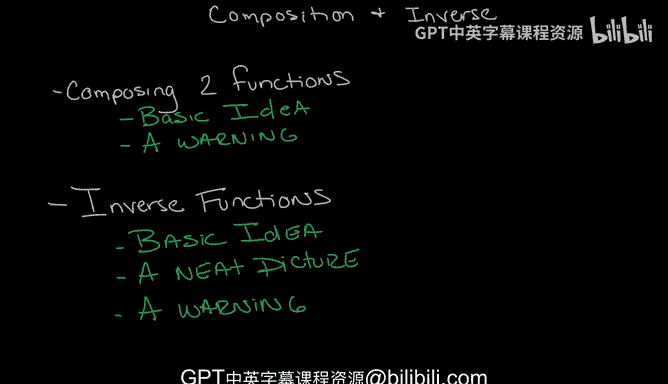 Composition + Inverse
GPT中英字幕课程资源 bilibili
- Composing 2 functions
- Basic Idea
- A WARNING
- Inverse Functions
- BASIC IDEA
- A NEAt PICTURE
- A WARNING
GPT中英字幕课程资源@bilibili.com